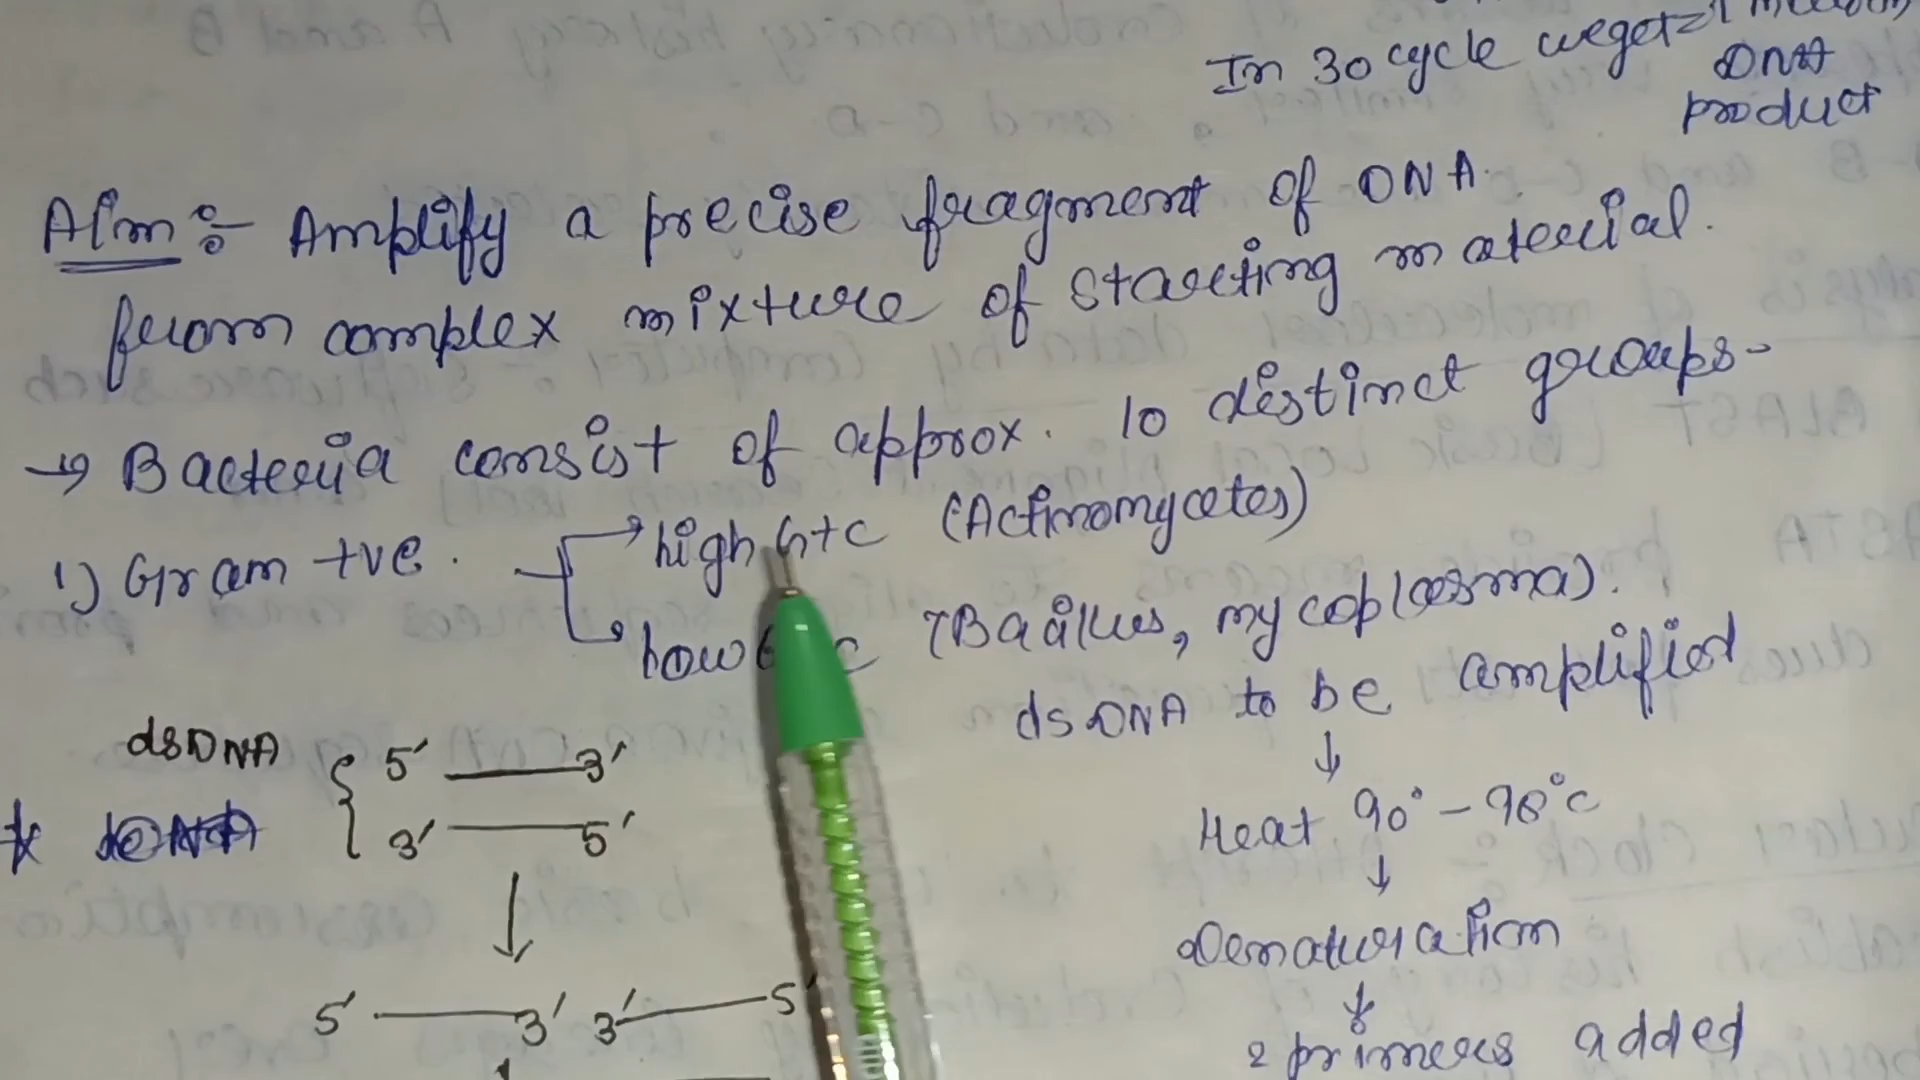 In 30 cycle we get =
DNA
product
Aim :- Amplify a precise fragment of DNA.
from complex mixture of starting material.
→ Bacteria consist of approx. 10 distinct groups-
1) Gram +ve.
high G+C (Actinomycetes)
low C (Bacillus, mycoplasma).
dsDNA to be amplified
dsDNA { 5' 3'
3' 5'
↓
5' 3' 3' 5'
↓
Heat 90° - 98°C
↓
Denaturation
↓
2 primers added